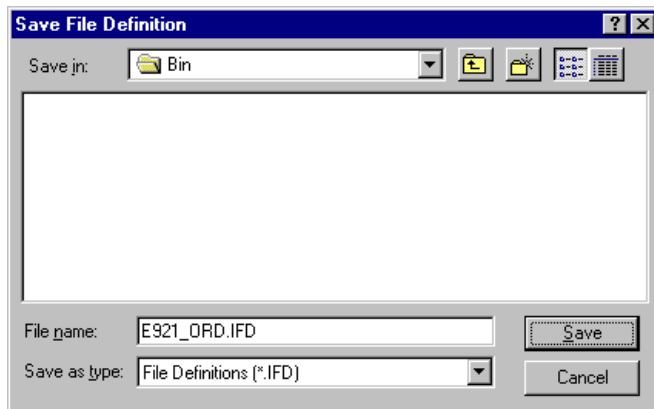 Save File Definition
Save in: Bin
File name: E921_ORD.IFD Save
Save as type: File Definitions (*.IFD) Cancel